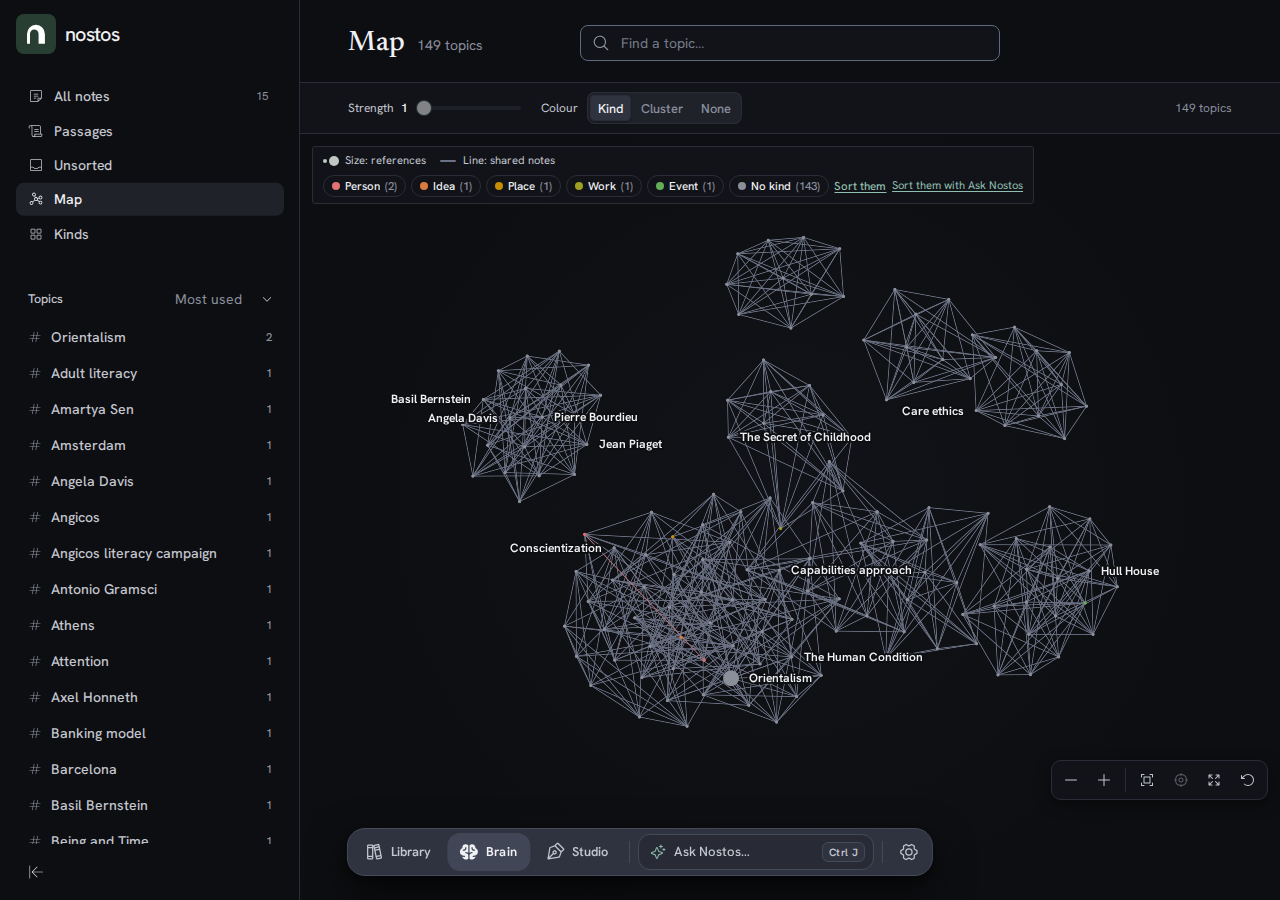 nostos
All notes 15
Passages
Unsorted
Map
Kinds
Topics Most used
# Orientalism 2
# Adult literacy 1
# Amartya Sen 1
# Amsterdam 1
# Angela Davis 1
# Angicos 1
# Angicos literacy campaign 1
# Antonio Gramsci 1
# Athens 1
# Attention 1
# Axel Honneth 1
# Banking model 1
# Barcelona 1
# Basil Bernstein 1
# Being and Time 1
Map 149 topics
Find a topic...
Strength 1 Colour Kind Cluster None 149 topics
Size: references Line: shared notes
Person (2) Idea (1) Place (1) Work (1) Event (1) No kind (143) Sort them Sort them with Ask Nostos
Basil Bernstein
Angela Davis
Pierre Bourdieu
Jean Piaget
Care ethics
The Secret of Childhood
Conscientization
Capabilities approach
Hull House
The Human Condition
Orientalism
Library Brain Studio Ask Nostos... Ctrl J